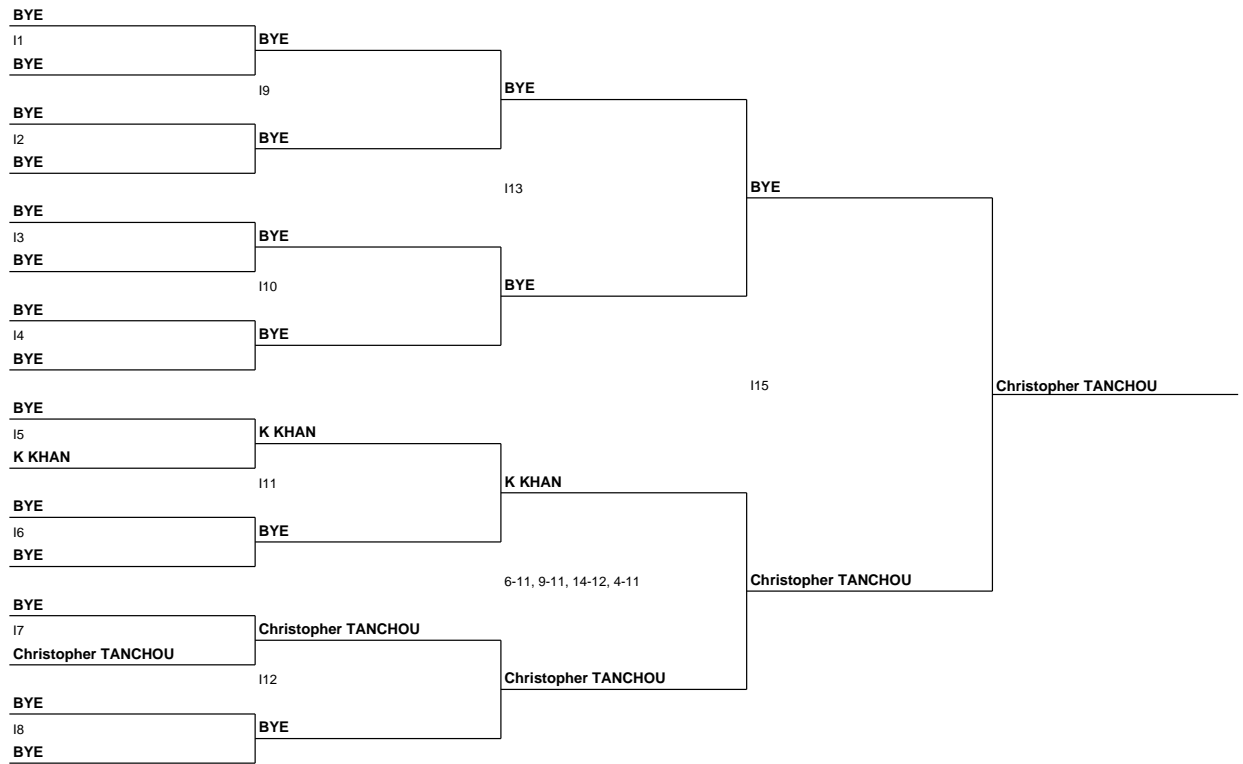 BYE
I1
BYE
BYE
I9
BYE
BYE
I2
BYE
BYE
I13
BYE
BYE
I3
BYE
BYE
I10
BYE
BYE
I4
BYE
BYE
I15
Christopher TANCHOU
BYE
I5
K KHAN
K KHAN
I11
K KHAN
BYE
I6
BYE
BYE
6-11, 9-11, 14-12, 4-11
Christopher TANCHOU
BYE
I7
Christopher TANCHOU
Christopher TANCHOU
I12
Christopher TANCHOU
BYE
I8
BYE
BYE